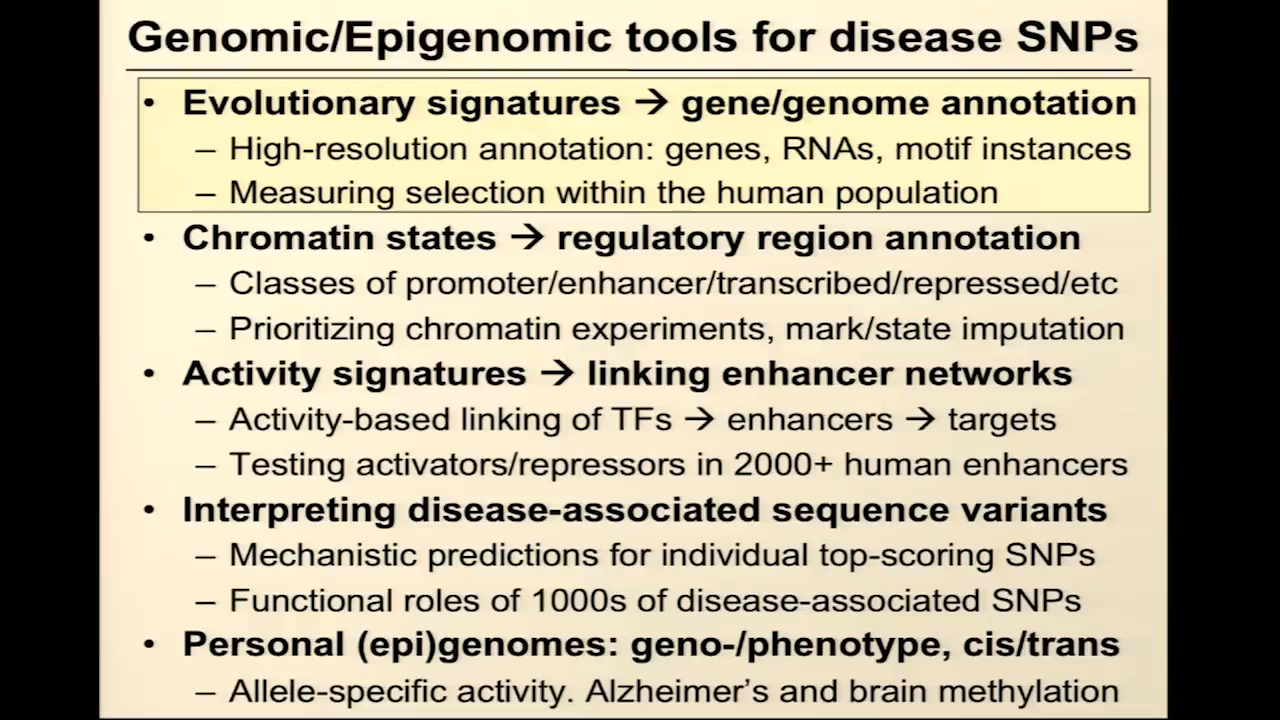 Genomic/Epigenomic tools for disease SNPs
• Evolutionary signatures → gene/genome annotation
– High-resolution annotation: genes, RNAs, motif instances
– Measuring selection within the human population
• Chromatin states → regulatory region annotation
– Classes of promoter/enhancer/transcribed/repressed/etc
– Prioritizing chromatin experiments, mark/state imputation
• Activity signatures → linking enhancer networks
– Activity-based linking of TFs → enhancers → targets
– Testing activators/repressors in 2000+ human enhancers
• Interpreting disease-associated sequence variants
– Mechanistic predictions for individual top-scoring SNPs
– Functional roles of 1000s of disease-associated SNPs
• Personal (epi)genomes: geno-/phenotype, cis/trans
– Allele-specific activity. Alzheimer’s and brain methylation